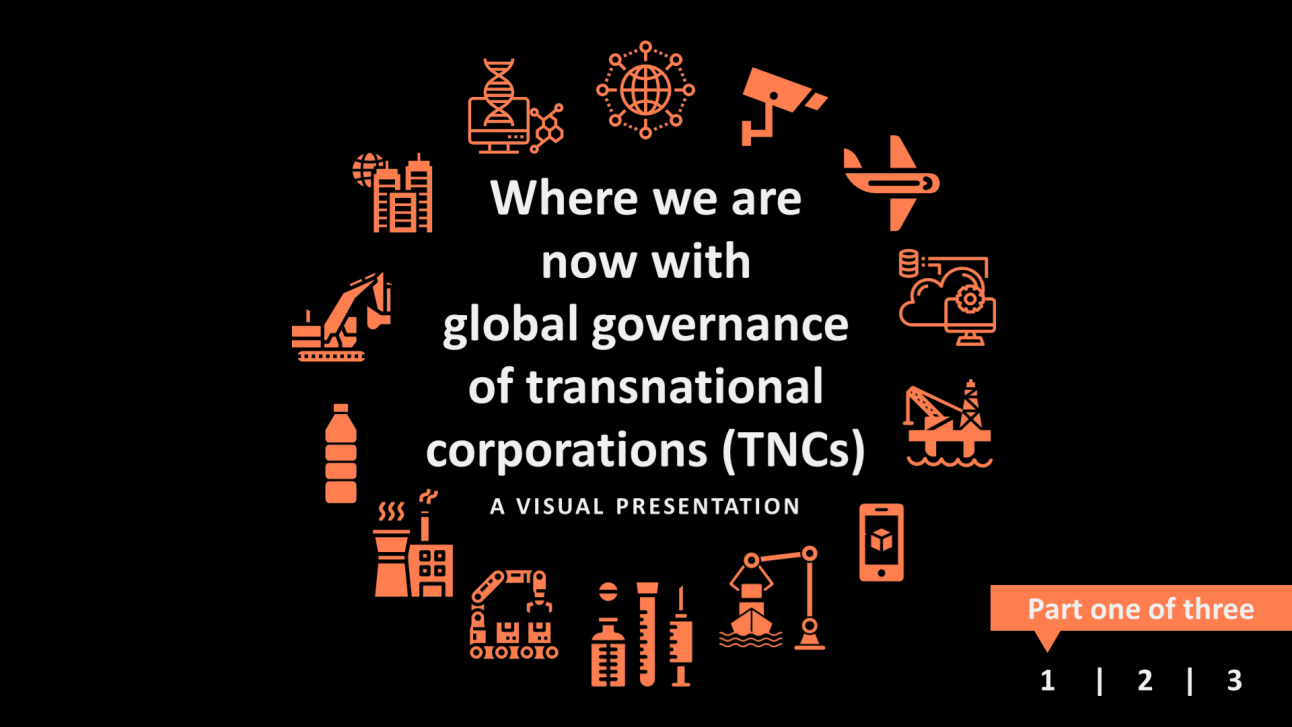 Where we are
now with
global governance
of transnational
corporations (TNCs)
A VISUAL PRESENTATION
Part one of three
1 | 2 | 3